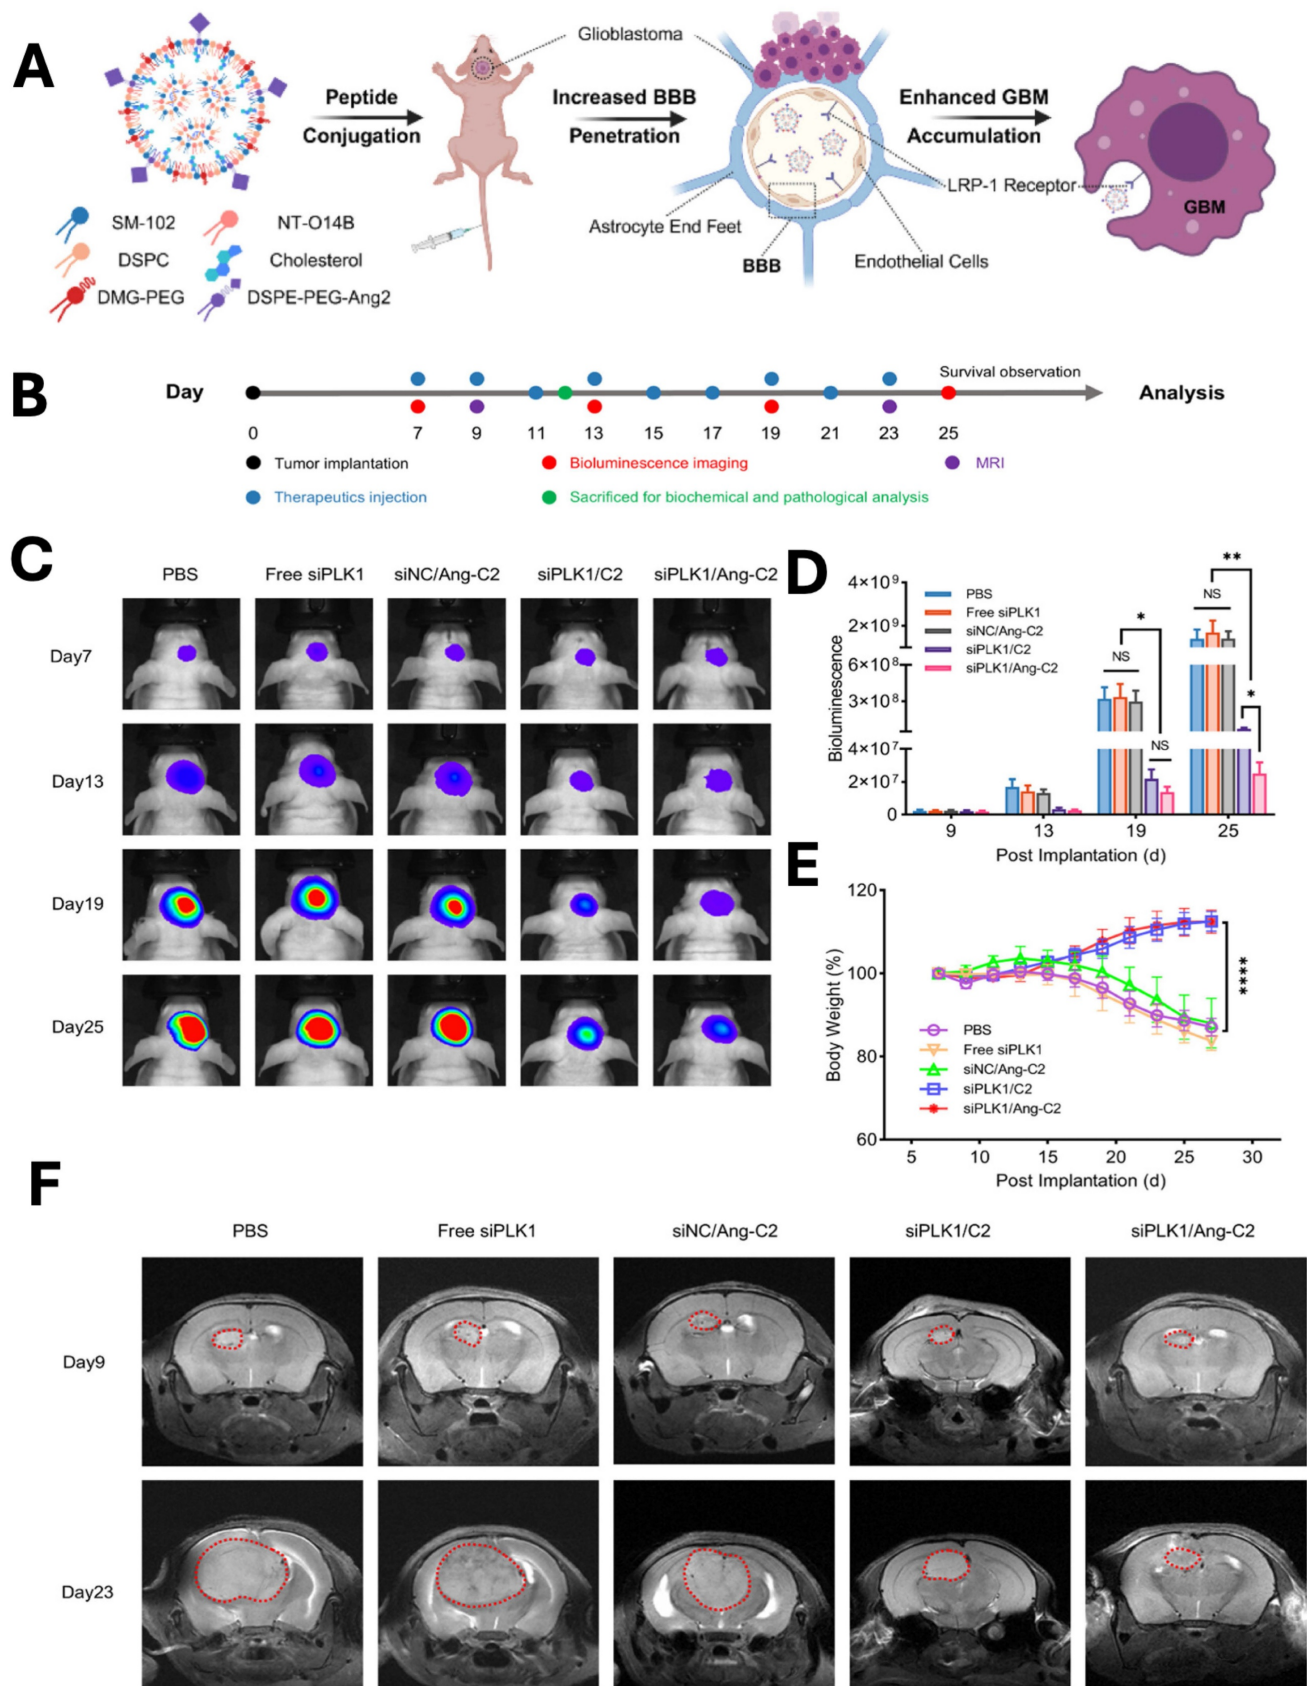 A
Glioblastoma
Peptide
Conjugation
Increased BBB
Penetration
Enhanced GBM
Accumulation
LRP-1 Receptor
GBM
Astrocyte End Feet
BBB
Endothelial Cells
SM-102
NT-O14B
DSPC
Cholesterol
DMG-PEG
DSPE-PEG-Ang2
B
Day
Survival observation
Analysis
0 7 9 11 13 15 17 19 21 23 25
Tumor implantation
Bioluminescence imaging
MRI
Therapeutics injection
Sacrificed for biochemical and pathological analysis
C
PBS Free siPLK1 siNC/Ang-C2 siPLK1/C2 siPLK1/Ang-C2
Day7
Day13
Day19
Day25
D
Bioluminescence
4×10⁹
2×10⁹
6×10⁸
3×10⁸
4×10⁷
2×10⁷
0
PBS
Free siPLK1
siNC/Ang-C2
siPLK1/C2
siPLK1/Ang-C2
NS
*
NS
NS
**
*
9 13 19 25
Post Implantation (d)
E
Body Weight (%)
120
100
80
60
PBS
Free siPLK1
siNC/Ang-C2
siPLK1/C2
siPLK1/Ang-C2
****
5 10 15 20 25 30
Post Implantation (d)
F
PBS Free siPLK1 siNC/Ang-C2 siPLK1/C2 siPLK1/Ang-C2
Day9
Day23